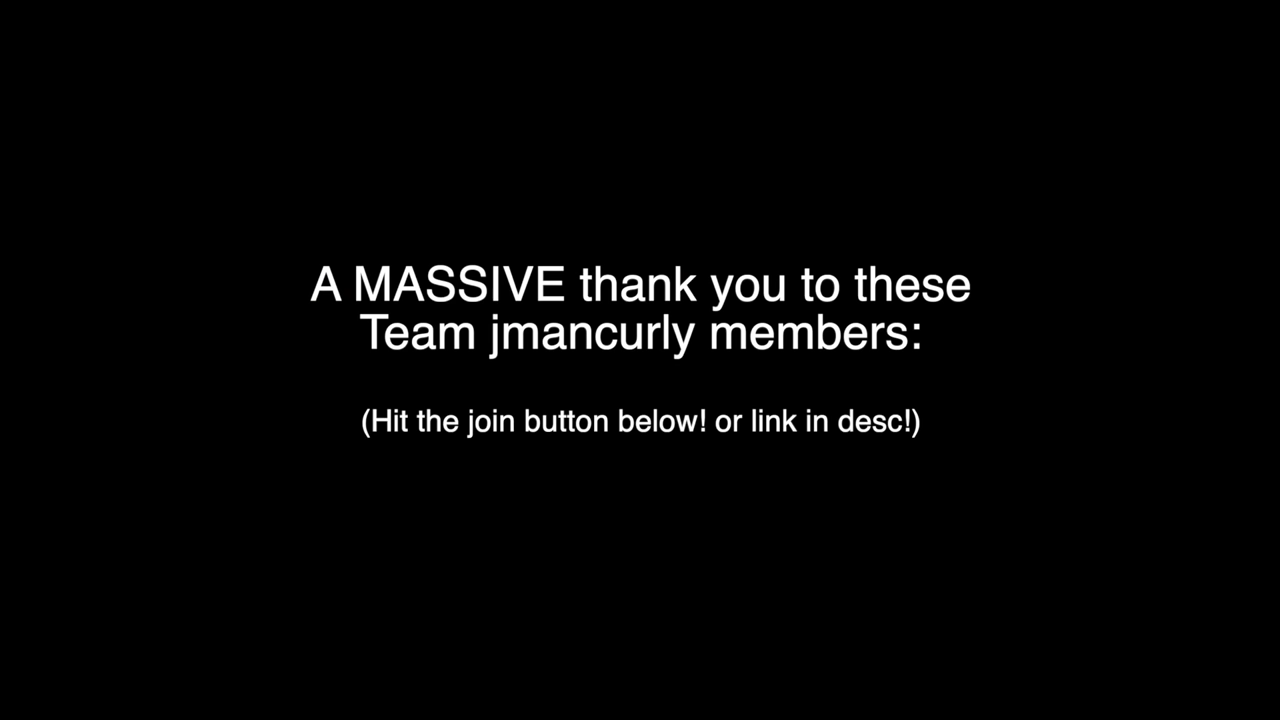 A MASSIVE thank you to these
Team jmancurly members:
(Hit the join button below! or link in desc!)